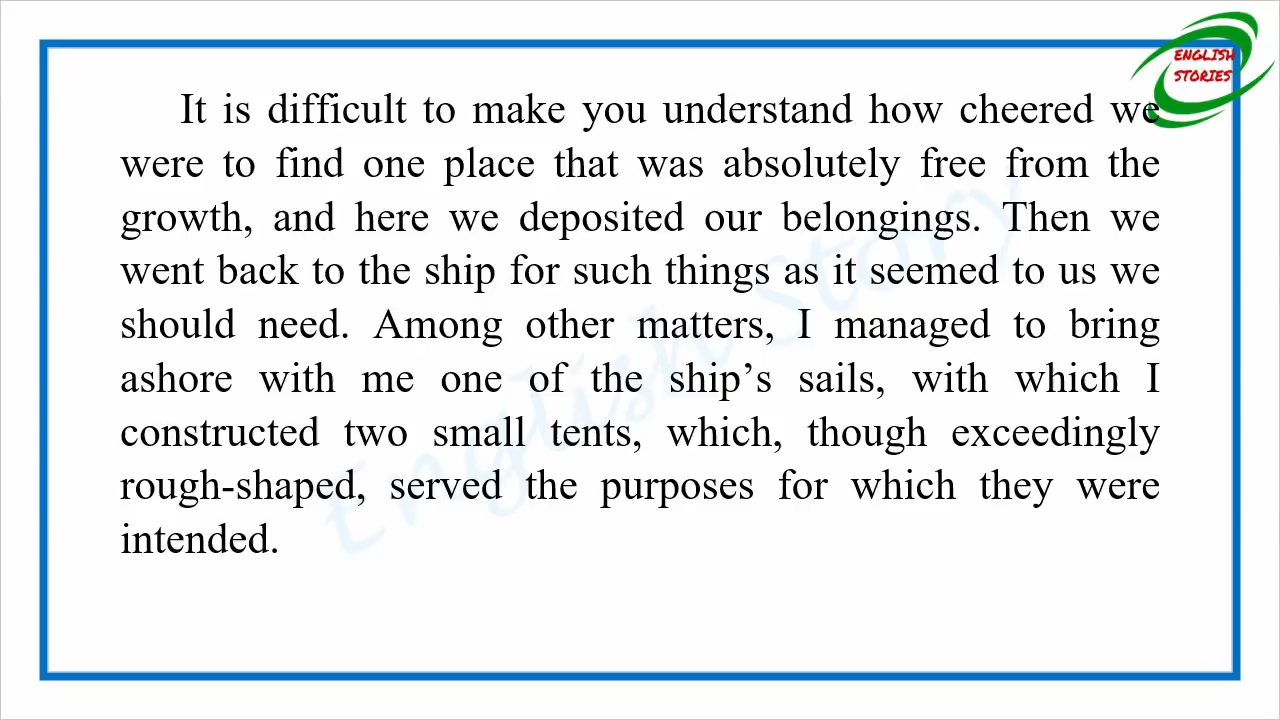 ENGLISH
STORIES
It is difficult to make you understand how cheered we
were to find one place that was absolutely free from the
growth, and here we deposited our belongings. Then we
went back to the ship for such things as it seemed to us we
should need. Among other matters, I managed to bring
ashore with me one of the ship’s sails, with which I
constructed two small tents, which, though exceedingly
rough-shaped, served the purposes for which they were
intended.
English Story